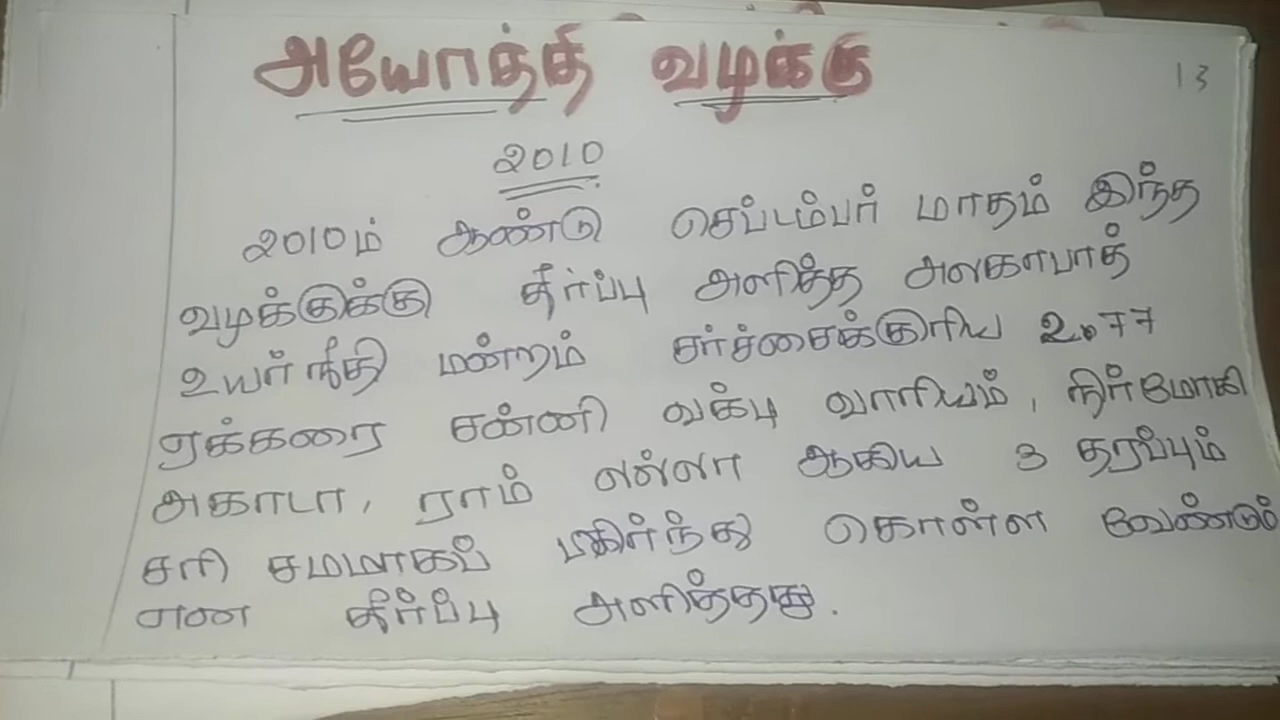 அயோத்தி வழக்கு
13
2010
2010ம் ஆண்டு செப்டம்பர் மாதம் இந்த
வழக்குக்கு தீர்ப்பு அளித்த அலகாபாத்
உயர்நீதி மன்றம் சர்ச்சைக்குரிய 2.77
ஏக்கரை சன்னி வக்பு வாரியம், நிர்மோகி
அகாடா, ராம் லல்லா ஆகிய 3 தரப்பும்
சரி சமமாகப் பகிர்ந்து கொள்ள வேண்டும்
என தீர்ப்பு அளித்தது.